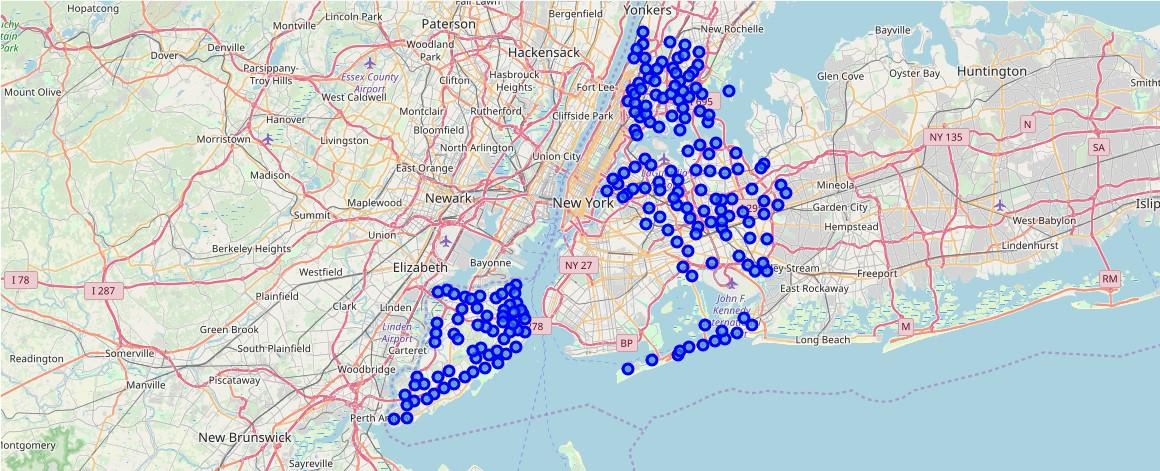 Hopatcong
Lincoln Park
Fair Lawn
Bergenfield
Yonkers
Montville
Paterson
New Rochelle
Bayville
Denville
Woodland
Park
Hackensack
Dover
Parsippany-
Troy Hills
Essex County
Airport
Clifton
Hasbrouck
Heights
Fort Lee
Glen Cove
Oyster Bay
Huntington
Mount Olive
West Caldwell
Montclair
Rutherford
Cliffside Park
Hanover
Bloomfield
N
Morristown
Livingston
North Arlington
NY 135
SA
Union City
East Orange
Madison
Mineola
Newark
New York
Maplewood
Garden City
Summit
Islip
Union
Hempstead
West Babylon
Berkeley Heights
Lindenhurst
Bayonne
Elizabeth
NY 27
Westfield
Freeport
I 78
I 287
RM
East Rockaway
Plainfield
Clark
Linden
John F.
Kennedy
Linden
Airport
78
M
Green Brook
BP
Long Beach
South Plainfield
Carteret
Readington
Somerville
Woodbridge
Manville
Piscataway
New Brunswick
Sayreville